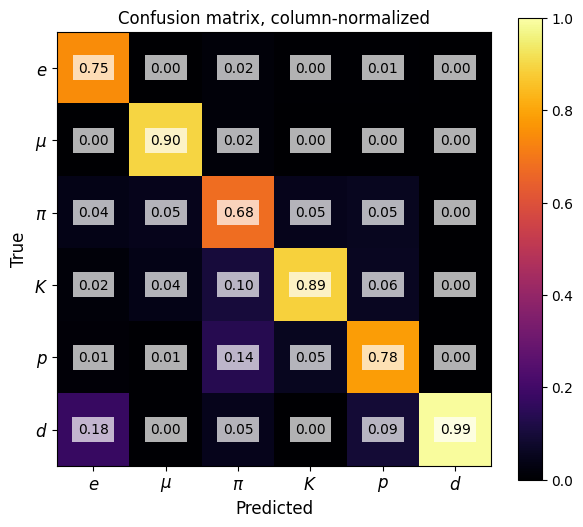 Confusion matrix, column-normalized
True
e 0.75 0.00 0.02 0.00 0.01 0.00
μ 0.00 0.90 0.02 0.00 0.00 0.00
π 0.04 0.05 0.68 0.05 0.05 0.00
K 0.02 0.04 0.10 0.89 0.06 0.00
p 0.01 0.01 0.14 0.05 0.78 0.00
d 0.18 0.00 0.05 0.00 0.09 0.99
e μ π K p d
Predicted
1.0
0.8
0.6
0.4
0.2
0.0